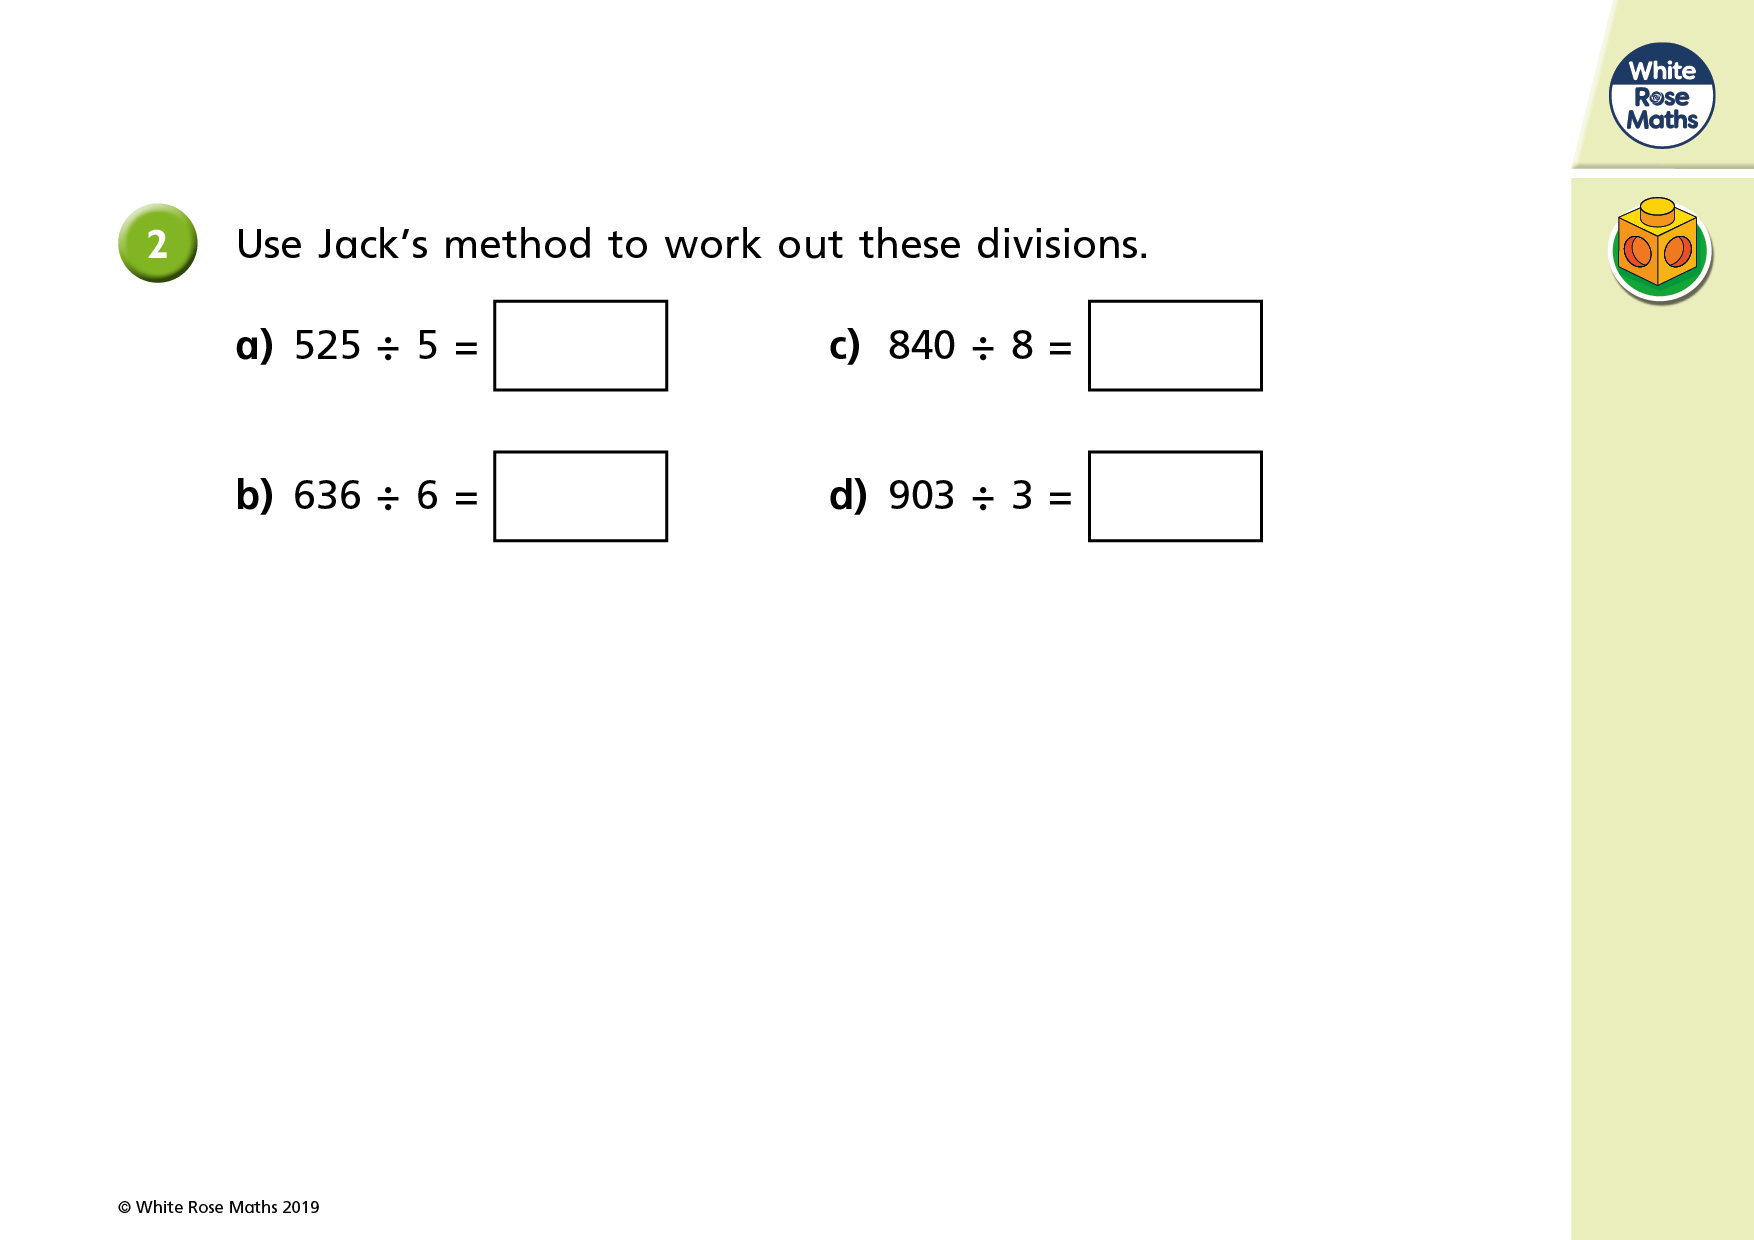 White
Rose
Maths
2 Use Jack’s method to work out these divisions.
a) 525 ÷ 5 =
c) 840 ÷ 8 =
b) 636 ÷ 6 =
d) 903 ÷ 3 =
© White Rose Maths 2019